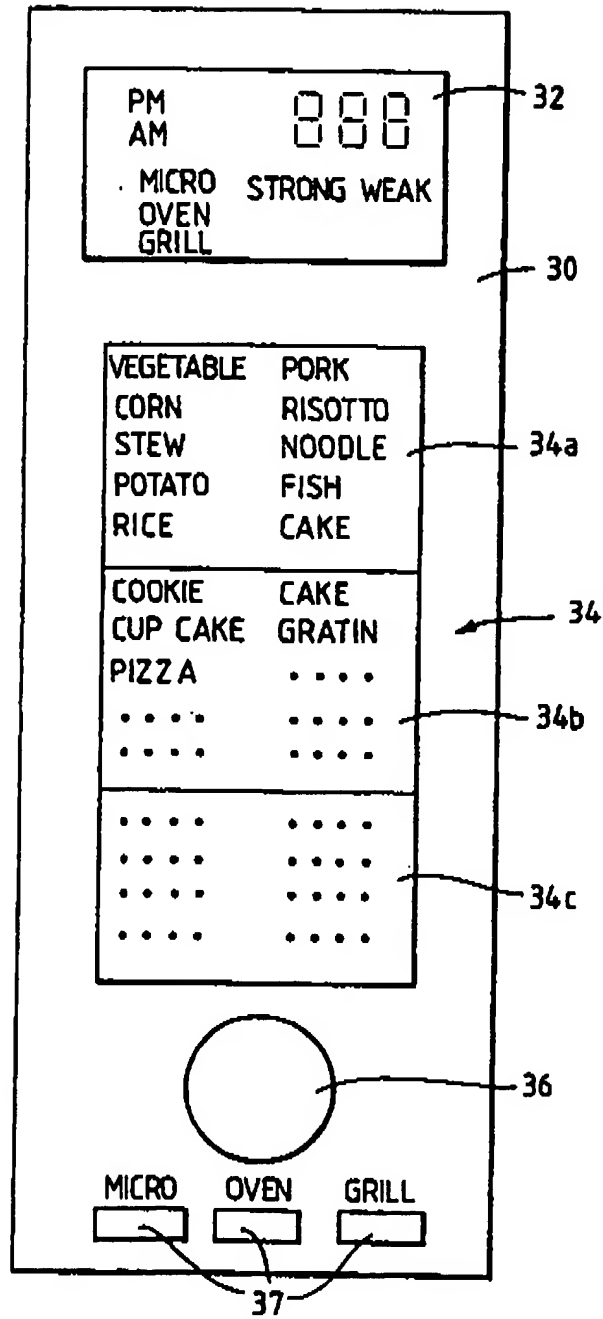 PM
AM
MICRO STRONG WEAK
OVEN
GRILL
32
30
VEGETABLE PORK
CORN RISOTTO
STEW NOODLE
POTATO FISH
RICE CAKE
34a
COOKIE CAKE
CUP CAKE GRATIN
PIZZA
34
34b
34c
36
MICRO OVEN GRILL
37